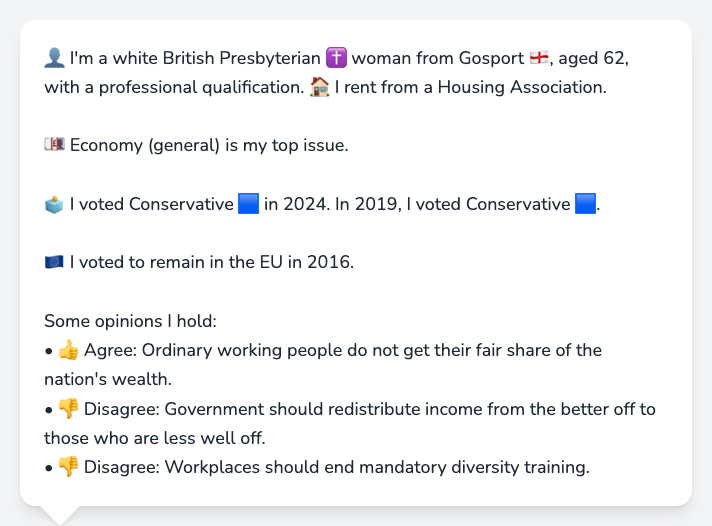 👤 I'm a white British Presbyterian ✝️ woman from Gosport 🏴󠁧󠁢󠁥󠁮󠁧󠁿, aged 62,
with a professional qualification. 🏠 I rent from a Housing Association.
💷 Economy (general) is my top issue.
🗳️ I voted Conservative 🟦 in 2024. In 2019, I voted Conservative 🟦.
🇪🇺 I voted to remain in the EU in 2016.
Some opinions I hold:
• 👍 Agree: Ordinary working people do not get their fair share of the
nation's wealth.
• 👎 Disagree: Government should redistribute income from the better off to
those who are less well off.
• 👎 Disagree: Workplaces should end mandatory diversity training.